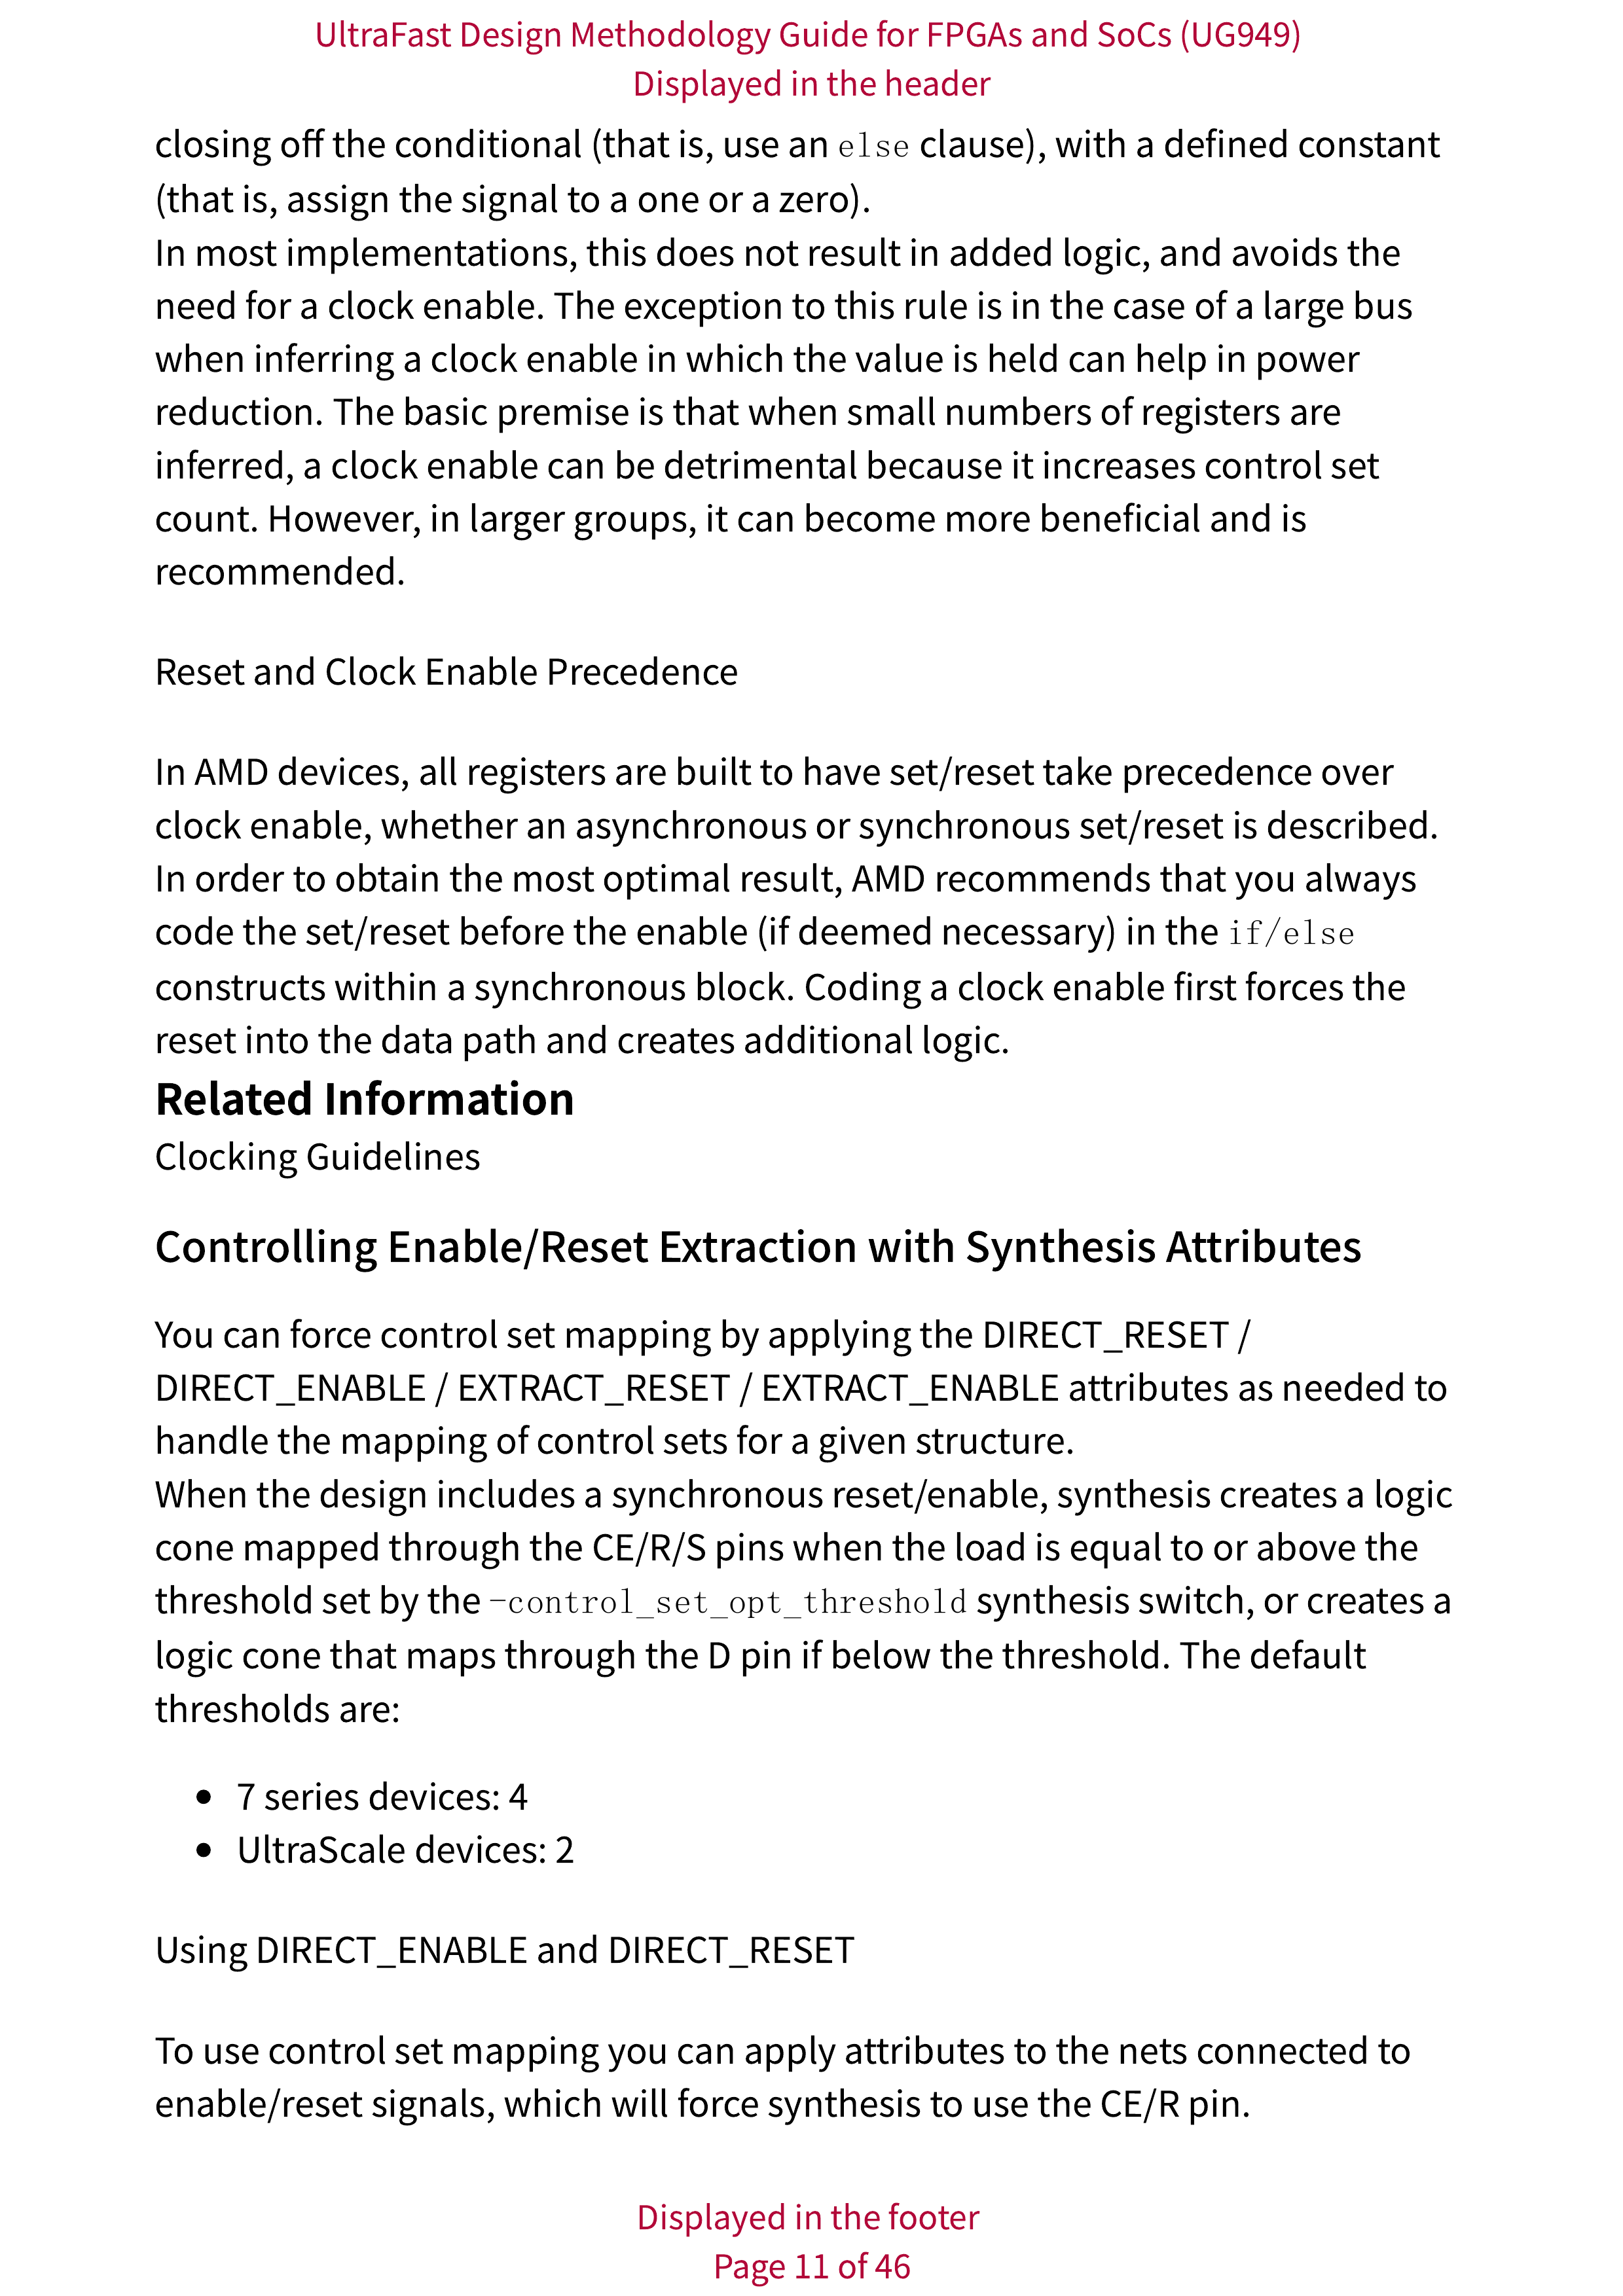 UltraFast Design Methodology Guide for FPGAs and SoCs (UG949)
Displayed in the header
closing off the conditional (that is, use an else clause), with a defined constant
(that is, assign the signal to a one or a zero).
In most implementations, this does not result in added logic, and avoids the
need for a clock enable. The exception to this rule is in the case of a large bus
when inferring a clock enable in which the value is held can help in power
reduction. The basic premise is that when small numbers of registers are
inferred, a clock enable can be detrimental because it increases control set
count. However, in larger groups, it can become more beneficial and is
recommended.
Reset and Clock Enable Precedence
In AMD devices, all registers are built to have set/reset take precedence over
clock enable, whether an asynchronous or synchronous set/reset is described.
In order to obtain the most optimal result, AMD recommends that you always
code the set/reset before the enable (if deemed necessary) in the if/else
constructs within a synchronous block. Coding a clock enable first forces the
reset into the data path and creates additional logic.
Related Information
Clocking Guidelines
Controlling Enable/Reset Extraction with Synthesis Attributes
You can force control set mapping by applying the DIRECT_RESET /
DIRECT_ENABLE / EXTRACT_RESET / EXTRACT_ENABLE attributes as needed to
handle the mapping of control sets for a given structure.
When the design includes a synchronous reset/enable, synthesis creates a logic
cone mapped through the CE/R/S pins when the load is equal to or above the
threshold set by the -control_set_opt_threshold synthesis switch, or creates a
logic cone that maps through the D pin if below the threshold. The default
thresholds are:
• 7 series devices: 4
• UltraScale devices: 2
Using DIRECT_ENABLE and DIRECT_RESET
To use control set mapping you can apply attributes to the nets connected to
enable/reset signals, which will force synthesis to use the CE/R pin.
Displayed in the footer
Page 11 of 46